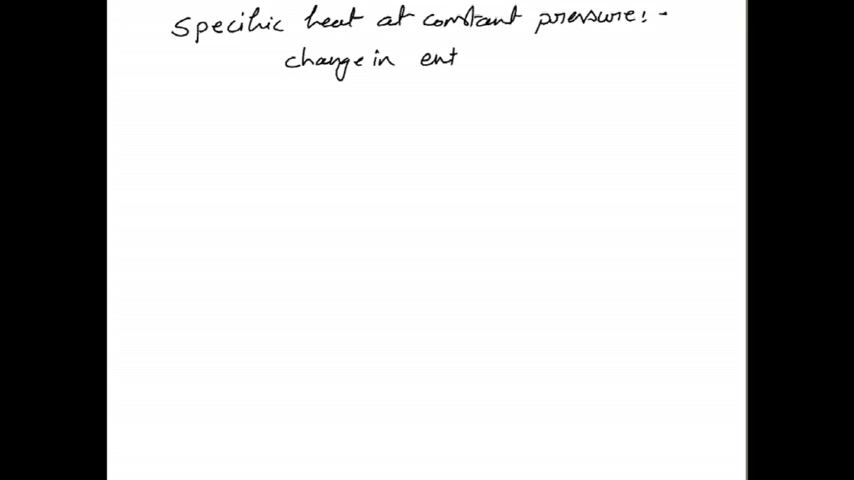 Specific heat at constant pressure:-
change in ent